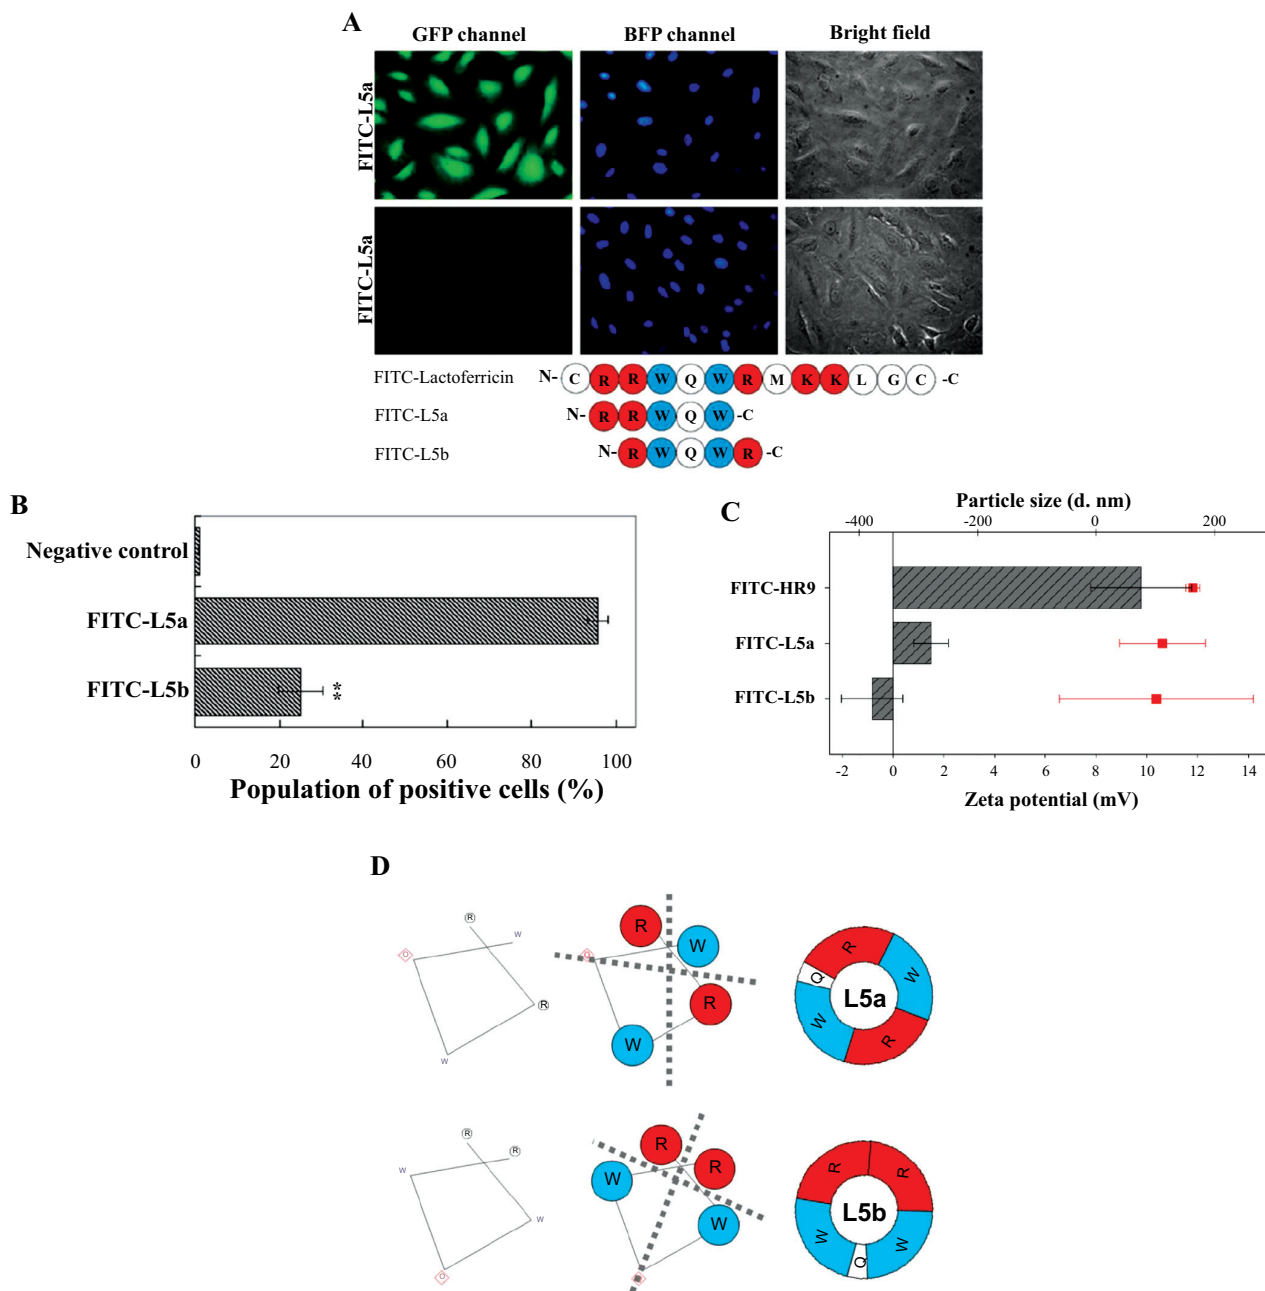 A
GFP channel BFP channel Bright field
FITC-L5a
FITC-L5a
FITC-Lactoferricin N- C R R W Q W R M K K L G C -C
FITC-L5a N- R R W Q W -C
FITC-L5b N- R W Q W R -C
B
Negative control
FITC-L5a
FITC-L5b
**
0 20 40 60 80 100
Population of positive cells (%)
C
Particle size (d. nm)
-400 -200 0 200
FITC-HR9
FITC-L5a
FITC-L5b
-2 0 2 4 6 8 10 12 14
Zeta potential (mV)
D
R
W
Q
R
W
R
W
Q
R
W
R
W
Q
L5a
W
R
R
R
W
W
Q
R
R
W
W
Q
R
R
L5b
W
W
Q